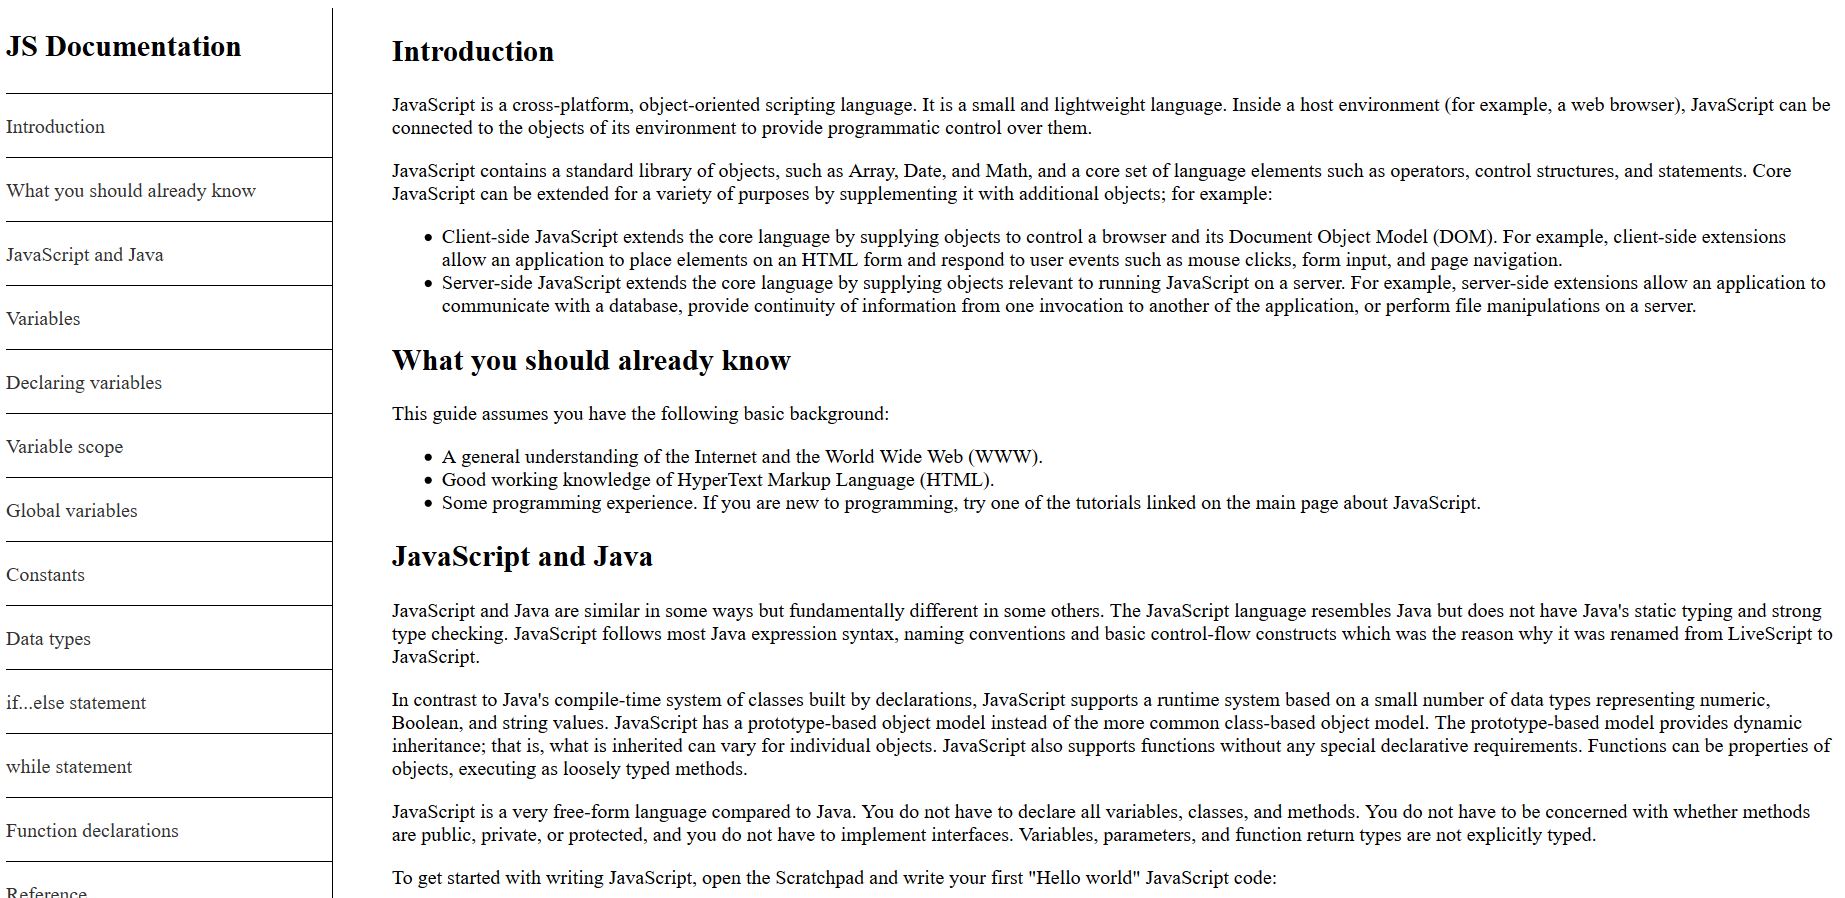 JS Documentation
Introduction
What you should already know
JavaScript and Java
Variables
Declaring variables
Variable scope
Global variables
Constants
Data types
if...else statement
while statement
Function declarations
Reference
Introduction
JavaScript is a cross-platform, object-oriented scripting language. It is a small and lightweight language. Inside a host environment (for example, a web browser), JavaScript can be
connected to the objects of its environment to provide programmatic control over them.
JavaScript contains a standard library of objects, such as Array, Date, and Math, and a core set of language elements such as operators, control structures, and statements. Core
JavaScript can be extended for a variety of purposes by supplementing it with additional objects; for example:
• Client-side JavaScript extends the core language by supplying objects to control a browser and its Document Object Model (DOM). For example, client-side extensions
allow an application to place elements on an HTML form and respond to user events such as mouse clicks, form input, and page navigation.
• Server-side JavaScript extends the core language by supplying objects relevant to running JavaScript on a server. For example, server-side extensions allow an application to
communicate with a database, provide continuity of information from one invocation to another of the application, or perform file manipulations on a server.
What you should already know
This guide assumes you have the following basic background:
• A general understanding of the Internet and the World Wide Web (WWW).
• Good working knowledge of HyperText Markup Language (HTML).
• Some programming experience. If you are new to programming, try one of the tutorials linked on the main page about JavaScript.
JavaScript and Java
JavaScript and Java are similar in some ways but fundamentally different in some others. The JavaScript language resembles Java but does not have Java's static typing and strong
type checking. JavaScript follows most Java expression syntax, naming conventions and basic control-flow constructs which was the reason why it was renamed from LiveScript to
JavaScript.
In contrast to Java's compile-time system of classes built by declarations, JavaScript supports a runtime system based on a small number of data types representing numeric,
Boolean, and string values. JavaScript has a prototype-based object model instead of the more common class-based object model. The prototype-based model provides dynamic
inheritance; that is, what is inherited can vary for individual objects. JavaScript also supports functions without any special declarative requirements. Functions can be properties of
objects, executing as loosely typed methods.
JavaScript is a very free-form language compared to Java. You do not have to declare all variables, classes, and methods. You do not have to be concerned with whether methods
are public, private, or protected, and you do not have to implement interfaces. Variables, parameters, and function return types are not explicitly typed.
To get started with writing JavaScript, open the Scratchpad and write your first "Hello world" JavaScript code: